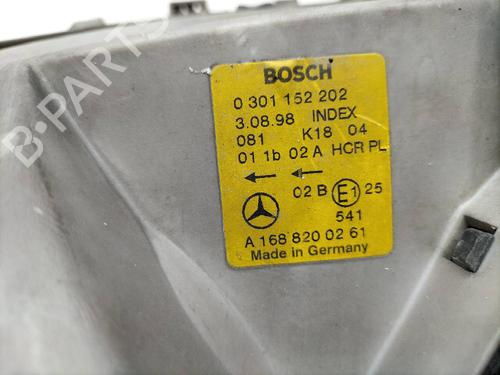 BOSCH
0 301 152 202
3.08.98 INDEX
081 K18 04
01 1b 02 A HCR PL
02 B E1 25
541
A 168 820 02 61
Made in Germany
B-PARTS